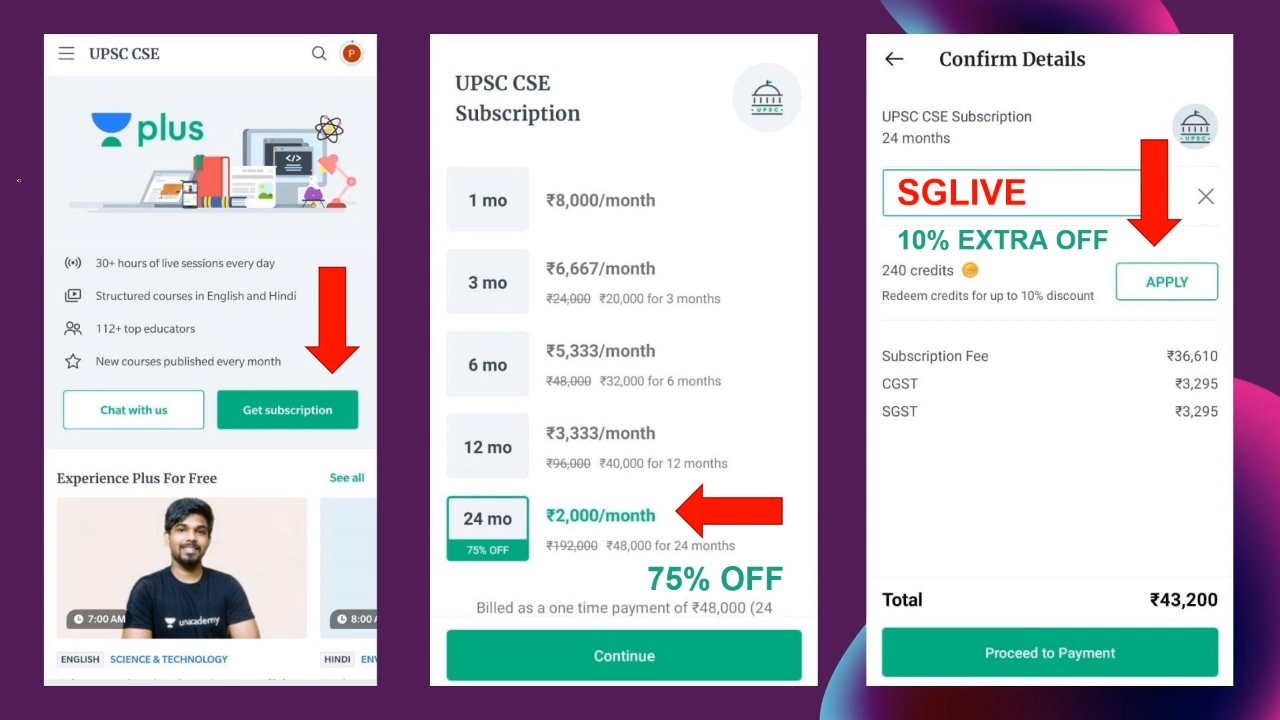 UPSC CSE
P
plus
30+ hours of live sessions every day
Structured courses in English and Hindi
112+ top educators
New courses published every month
Chat with us
Get subscription
Experience Plus For Free
See all
7:00 AM
unacademy
8:00 A
ENGLISH SCIENCE & TECHNOLOGY
HINDI ENV
UPSC CSE
Subscription
UPSC
1 mo
₹8,000/month
3 mo
₹6,667/month
₹24,000 ₹20,000 for 3 months
6 mo
₹5,333/month
₹48,000 ₹32,000 for 6 months
12 mo
₹3,333/month
₹96,000 ₹40,000 for 12 months
24 mo
75% OFF
₹2,000/month
₹192,000 ₹48,000 for 24 months
75% OFF
Billed as a one time payment of ₹48,000 (24
Continue
Confirm Details
UPSC CSE Subscription
24 months
UPSC
SGLIVE
10% EXTRA OFF
240 credits
Redeem credits for up to 10% discount
APPLY
Subscription Fee ₹36,610
CGST ₹3,295
SGST ₹3,295
Total ₹43,200
Proceed to Payment